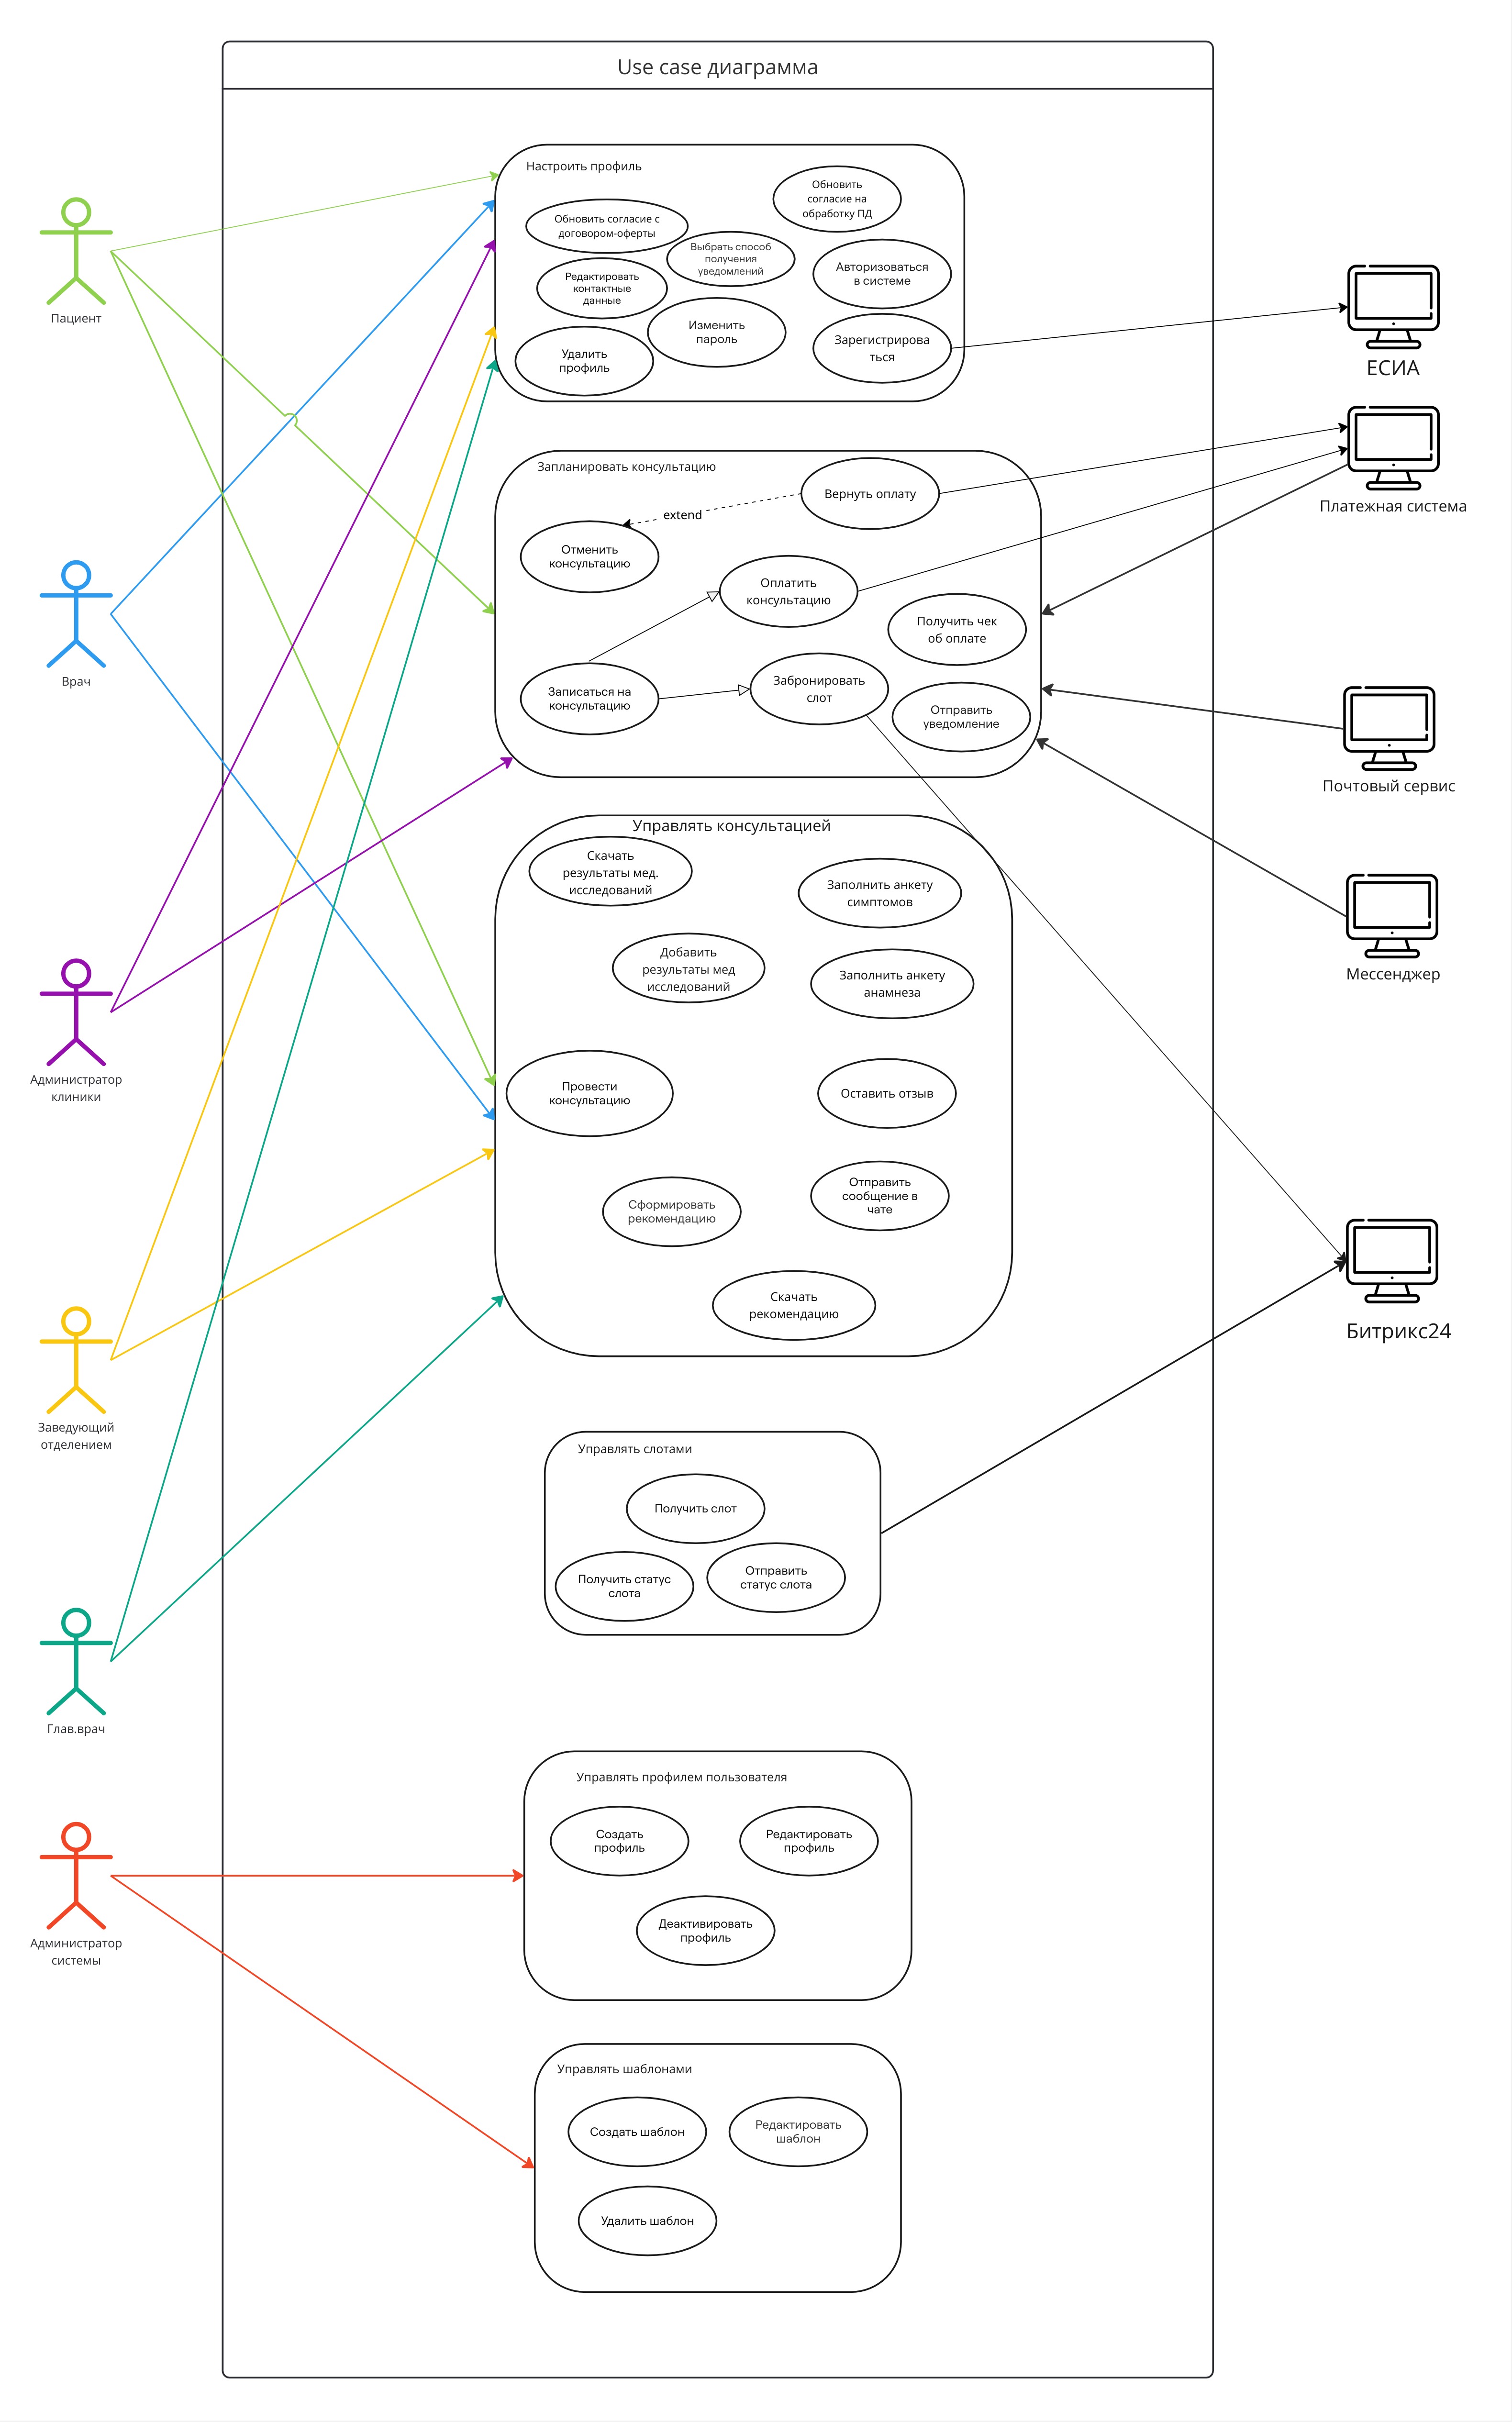 Use case диаграмма
Настроить профиль
Обновить
согласие на
обработку ПД
Обновить согласие с
договором-оферты
Выбрать способ
получения
уведомлений
Авторизоваться
в системе
Редактировать
контактные
данные
Изменить
пароль
Зарегистрирова
ться
Удалить
профиль
Пациент
ЕСИА
Запланировать консультацию
Вернуть оплату
extend
Отменить
консультацию
Оплатить
консультацию
Получить чек
об оплате
Записаться на
консультацию
Забронировать
слот
Отправить
уведомление
Платежная система
Врач
Почтовый сервис
Управлять консультацией
Скачать
результаты мед.
исследований
Заполнить анкету
симптомов
Добавить
результаты мед
исследований
Заполнить анкету
анамнеза
Мессенджер
Администратор
клиники
Провести
консультацию
Оставить отзыв
Сформировать
рекомендацию
Отправить
сообщение в
чате
Скачать
рекомендацию
Битрикс24
Заведующий
отделением
Управлять слотами
Получить слот
Получить статус
слота
Отправить
статус слота
Глав.врач
Управлять профилем пользователя
Создать
профиль
Редактировать
профиль
Деактивировать
профиль
Администратор
системы
Управлять шаблонами
Создать шаблон
Редактировать
шаблон
Удалить шаблон